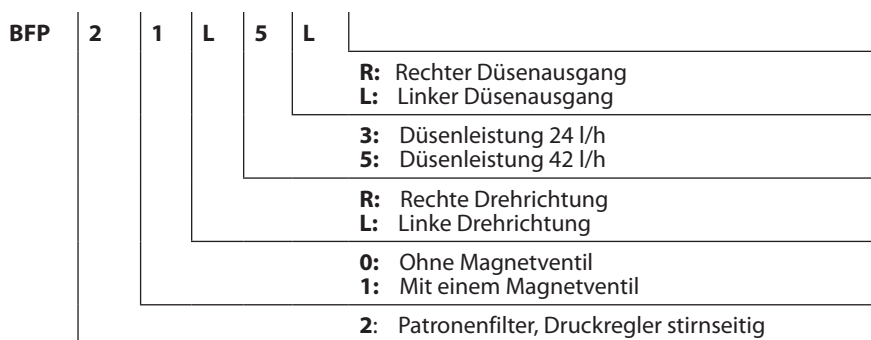 BFP 2 1 L 5 L
R: Rechter Düsenausgang
L: Linker Düsenausgang
3: Düsenleistung 24 l/h
5: Düsenleistung 42 l/h
R: Rechte Drehrichtung
L: Linke Drehrichtung
0: Ohne Magnetventil
1: Mit einem Magnetventil
2: Patronenfilter, Druckregler stirnseitig